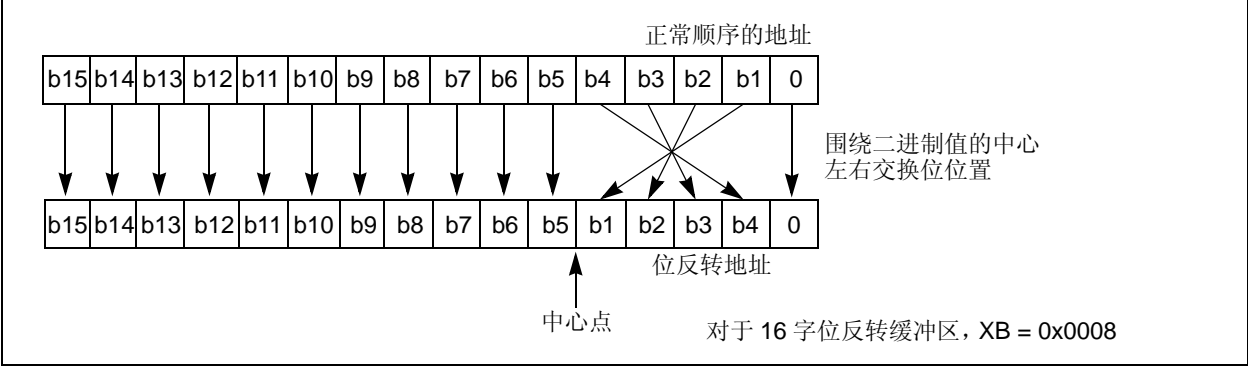 正常顺序的地址
b15 b14 b13 b12 b11 b10 b9 b8 b7 b6 b5 b4 b3 b2 b1 0
围绕二进制值的中心
左右交换位位置
b15 b14 b13 b12 b11 b10 b9 b8 b7 b6 b5 b1 b2 b3 b4 0
位反转地址
中心点
对于 16 字位反转缓冲区，XB = 0x0008